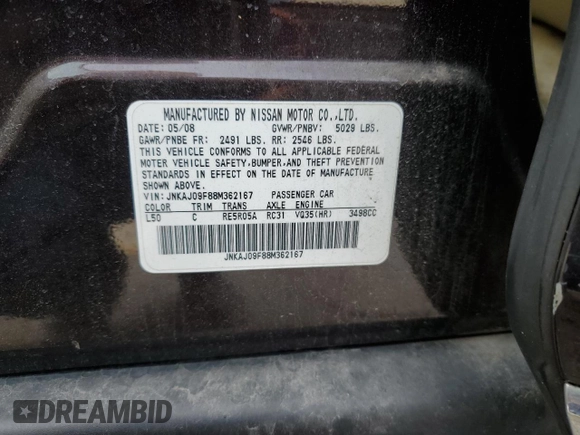 MANUFACTURED BY NISSAN MOTOR CO.,LTD.
DATE: 05/08 GVWR/PNBV: 5029 LBS.
GAWR/PNBE FR: 2491 LBS. RR: 2546 LBS.
THIS VEHICLE CONFORMS TO ALL APPLICABLE FEDERAL
MOTOR VEHICLE SAFETY, BUMPER, AND THEFT PREVENTION
STANDARDS IN EFFECT ON THE DATE OF MANUFACTURE
SHOWN ABOVE.
VIN: JNKAJ09F88M362167 PASSENGER CAR
COLOR TRIM TRANS AXLE ENGINE
L50 C RE5R05A RC31 VQ35(HR) 3498CC
JNKAJ09F88M362167
DREAMBID